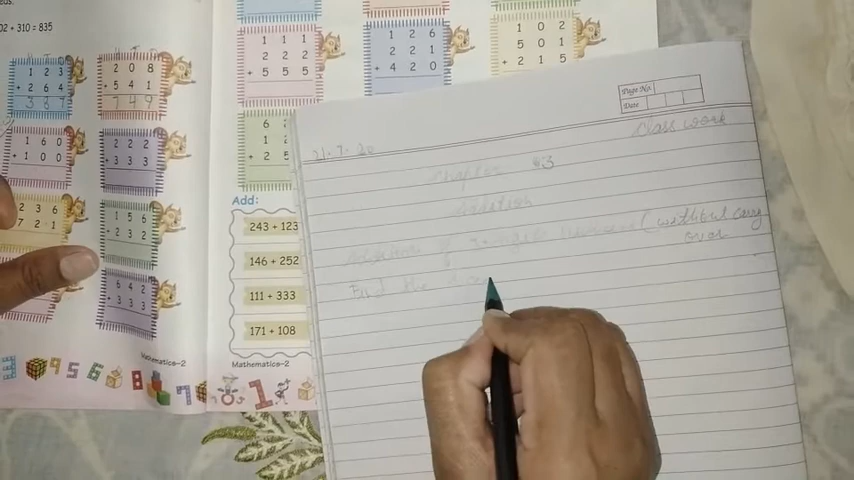 02 + 310 = 835
H T O
1 2 3
+ 2 6 4
3 8 7
H T O
2 0 8
+ 5 4 1
7 4 9
1 6 0
+ 1 0 0
2 2 2
+ 3 3 3
2 3 6
7 2 1
1 5 6
+ 2 3 2
6 4 2
+ 3 3 3
Mathematics-2
1 1 1
2 2 2
+ 5 5 5
1 2 6
2 2 1
+ 4 2 0
1 0 2
5 0 1
+ 2 1 5
6
1
+ 2 5
Add:
243 + 123
146 + 252
111 + 333
171 + 108
Mathematics-2
Page No.
Date
Class work
Chapter 3
Addition
Addition of numbers (without carry
over
Find the